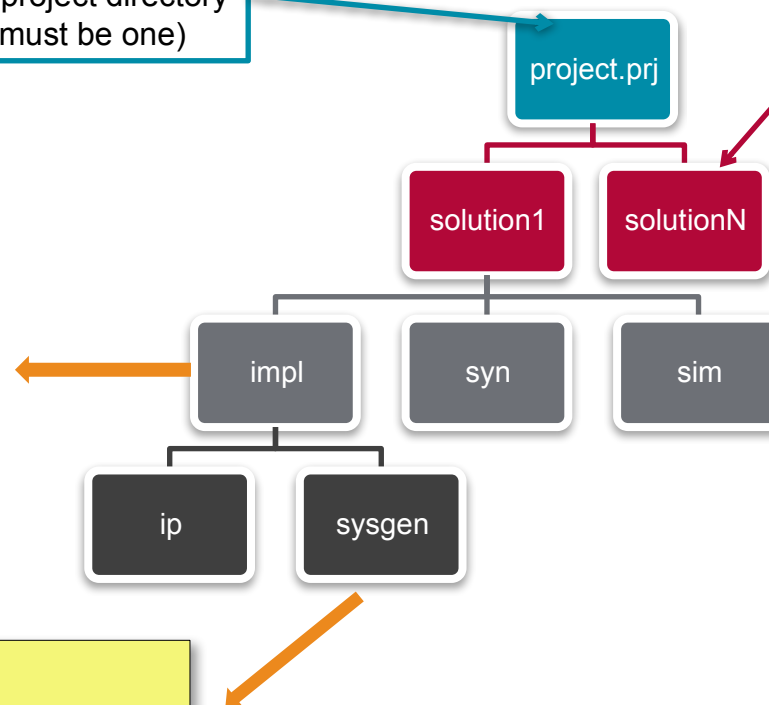 project directory
must be one)
project.prj
solution1
solutionN
impl
syn
sim
ip
sysgen